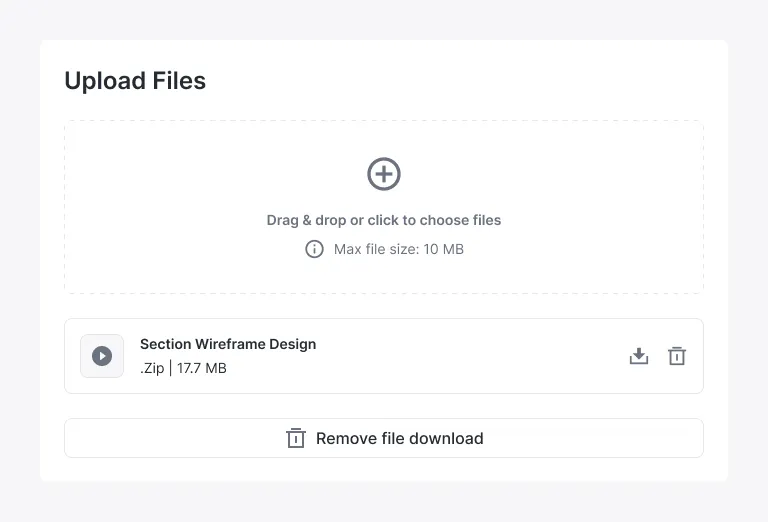 Upload Files
Drag & drop or click to choose files
Max file size: 10 MB
Section Wireframe Design
.Zip | 17.7 MB
Remove file download